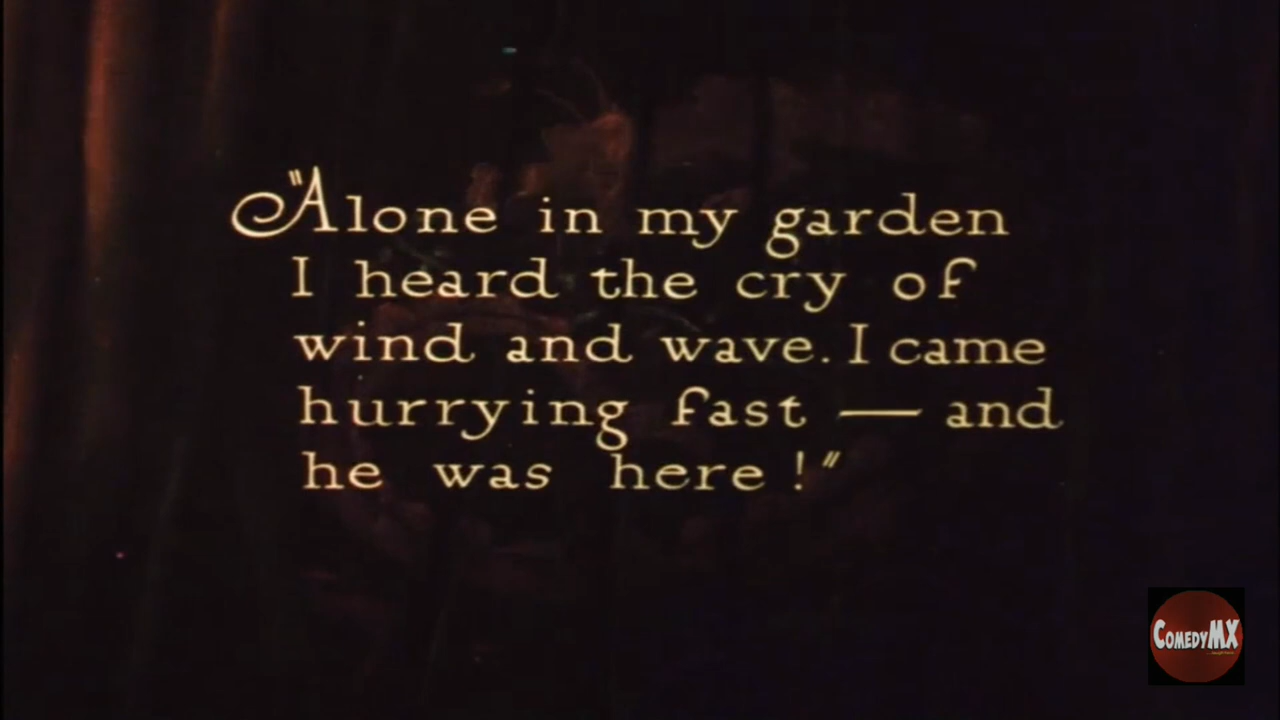 "Alone in my garden
I heard the cry of
wind and wave. I came
hurrying fast — and
he was here!"
COMEDYMX